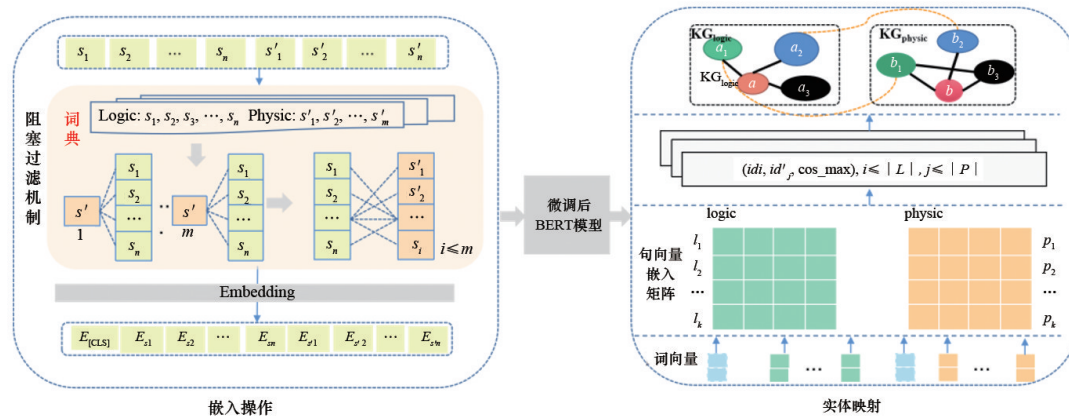 s1 s2 … sn s′1 s′2 … s′n
阻塞过滤机制
词典
Logic: s1, s2, s3, …, sn Physic: s′1, s′2, …, s′m
s′
1
s1
s2
…
sn
s′
m
s1
s2
…
sn
s1
s2
…
sn
s′1
s′2
…
si
i≤m
Embedding
E[CLS] Es1 Es2 … Esn Es′1 Es′2 … Es′n
嵌入操作
微调后
BERT模型
KGlogic
a1
a2
KGlogic
a
a3
KGphysic
b2
b1
b3
b
(idi, id′j, cos_max), i≤|L|, j≤|P|
logic
physic
句向量
嵌入
矩阵
l1
l2
…
lk
p1
p2
…
pk
词向量
…
…
实体映射